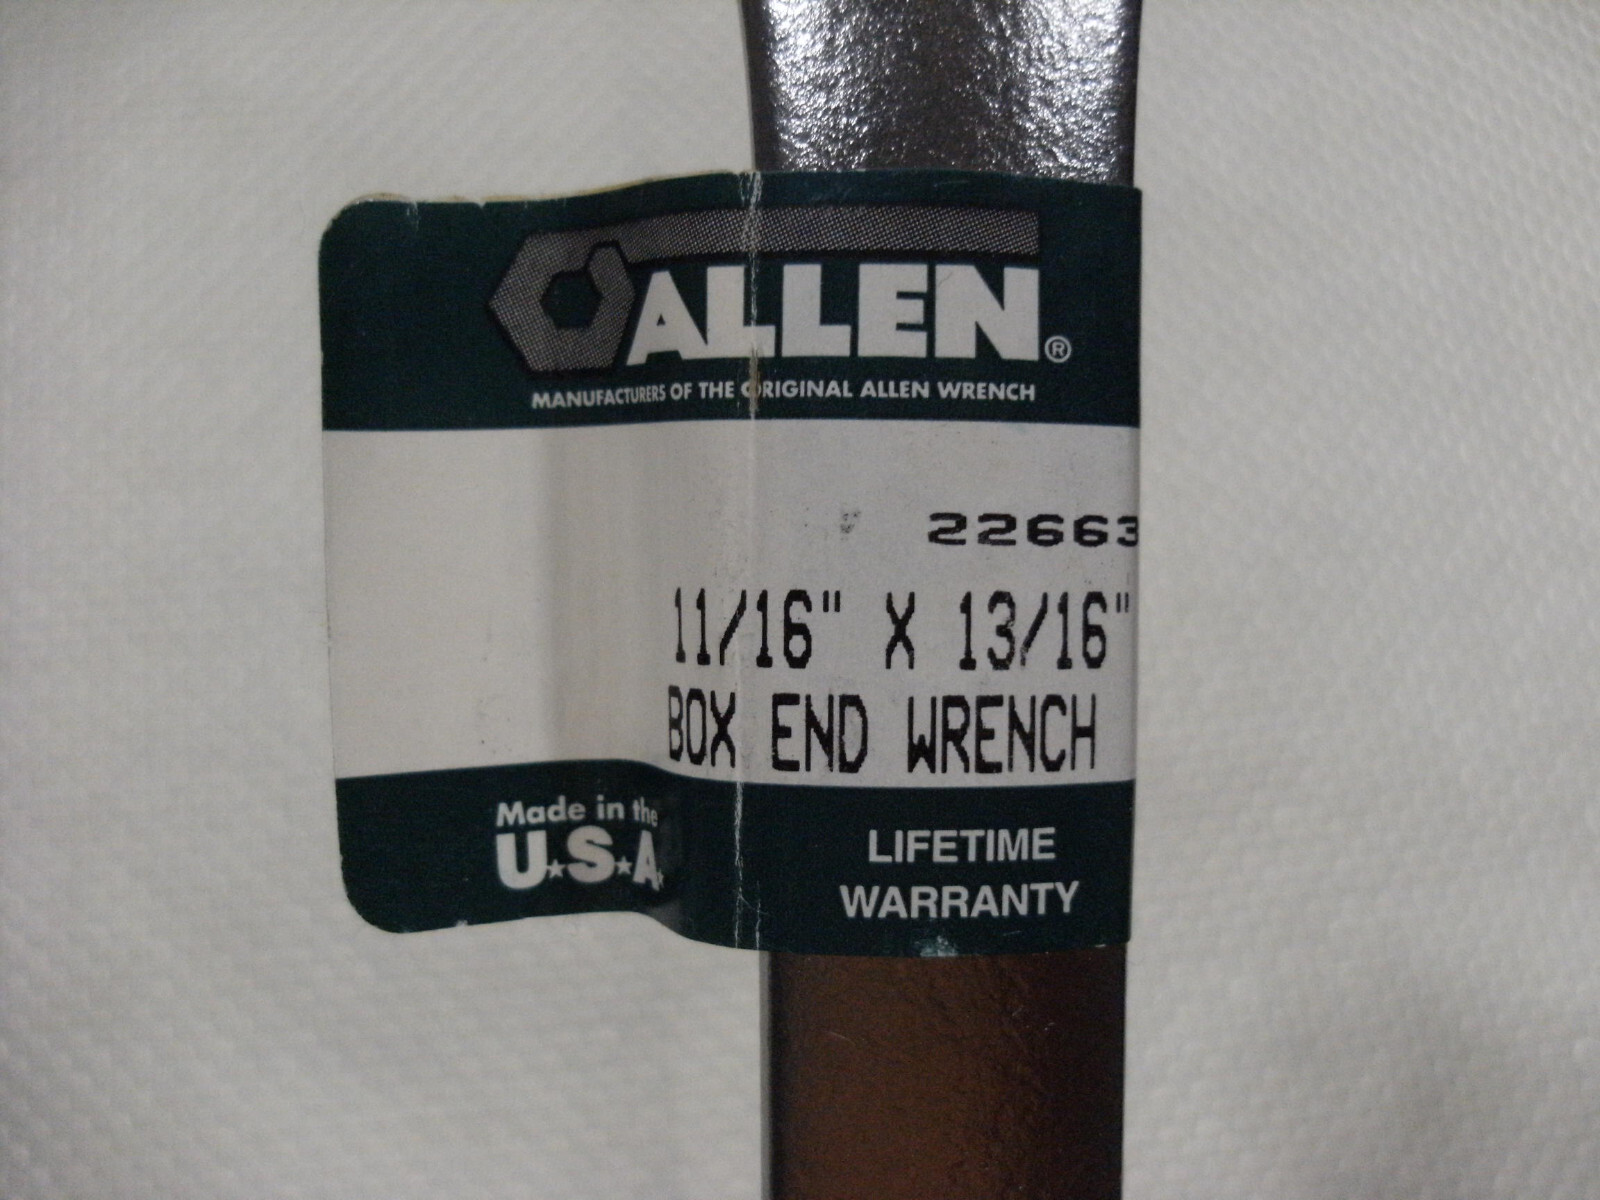 ALLEN®
MANUFACTURERS OF THE ORIGINAL ALLEN WRENCH
22663
11/16" X 13/16"
BOX END WRENCH
Made in the
U.S.A.
LIFETIME
WARRANTY